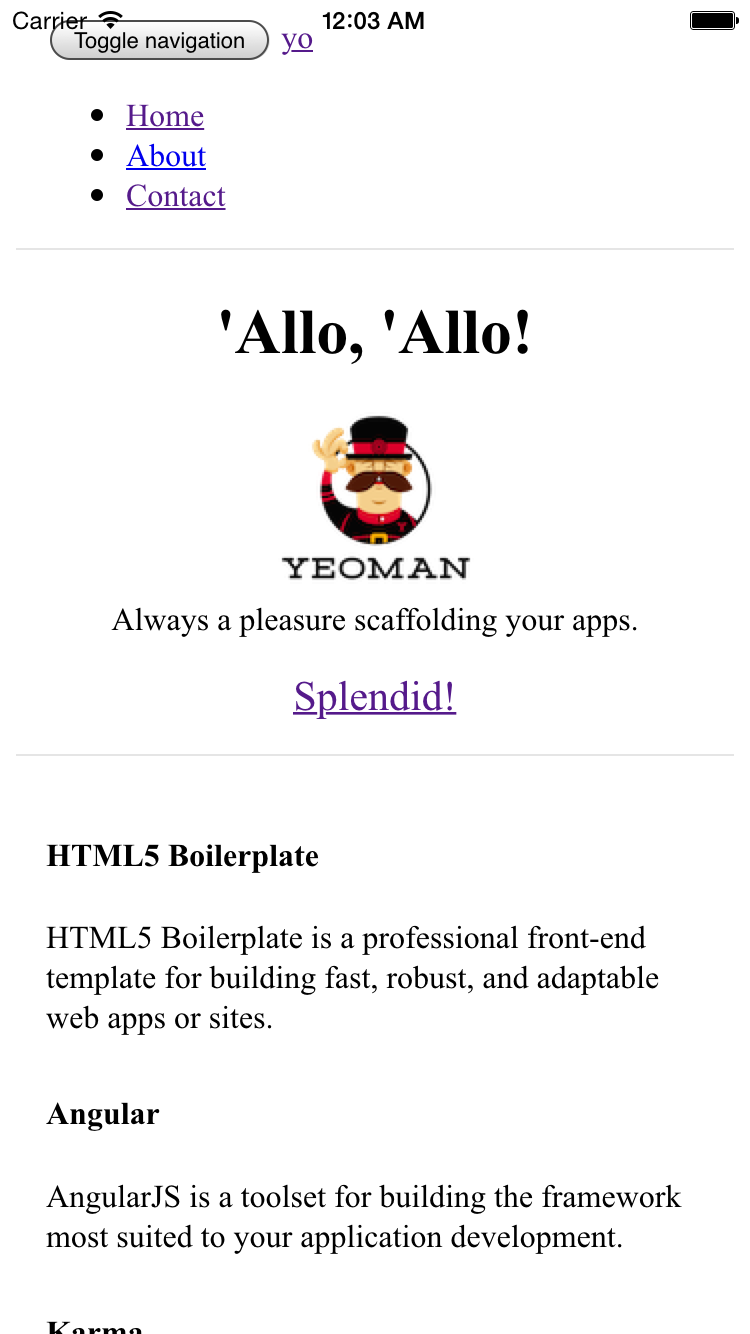 Carrier 12:03 AM
Toggle navigation yo
Home
About
Contact
'Allo, 'Allo!
YEOMAN
Always a pleasure scaffolding your apps.
Splendid!
HTML5 Boilerplate
HTML5 Boilerplate is a professional front-end
template for building fast, robust, and adaptable
web apps or sites.
Angular
AngularJS is a toolset for building the framework
most suited to your application development.
Karma